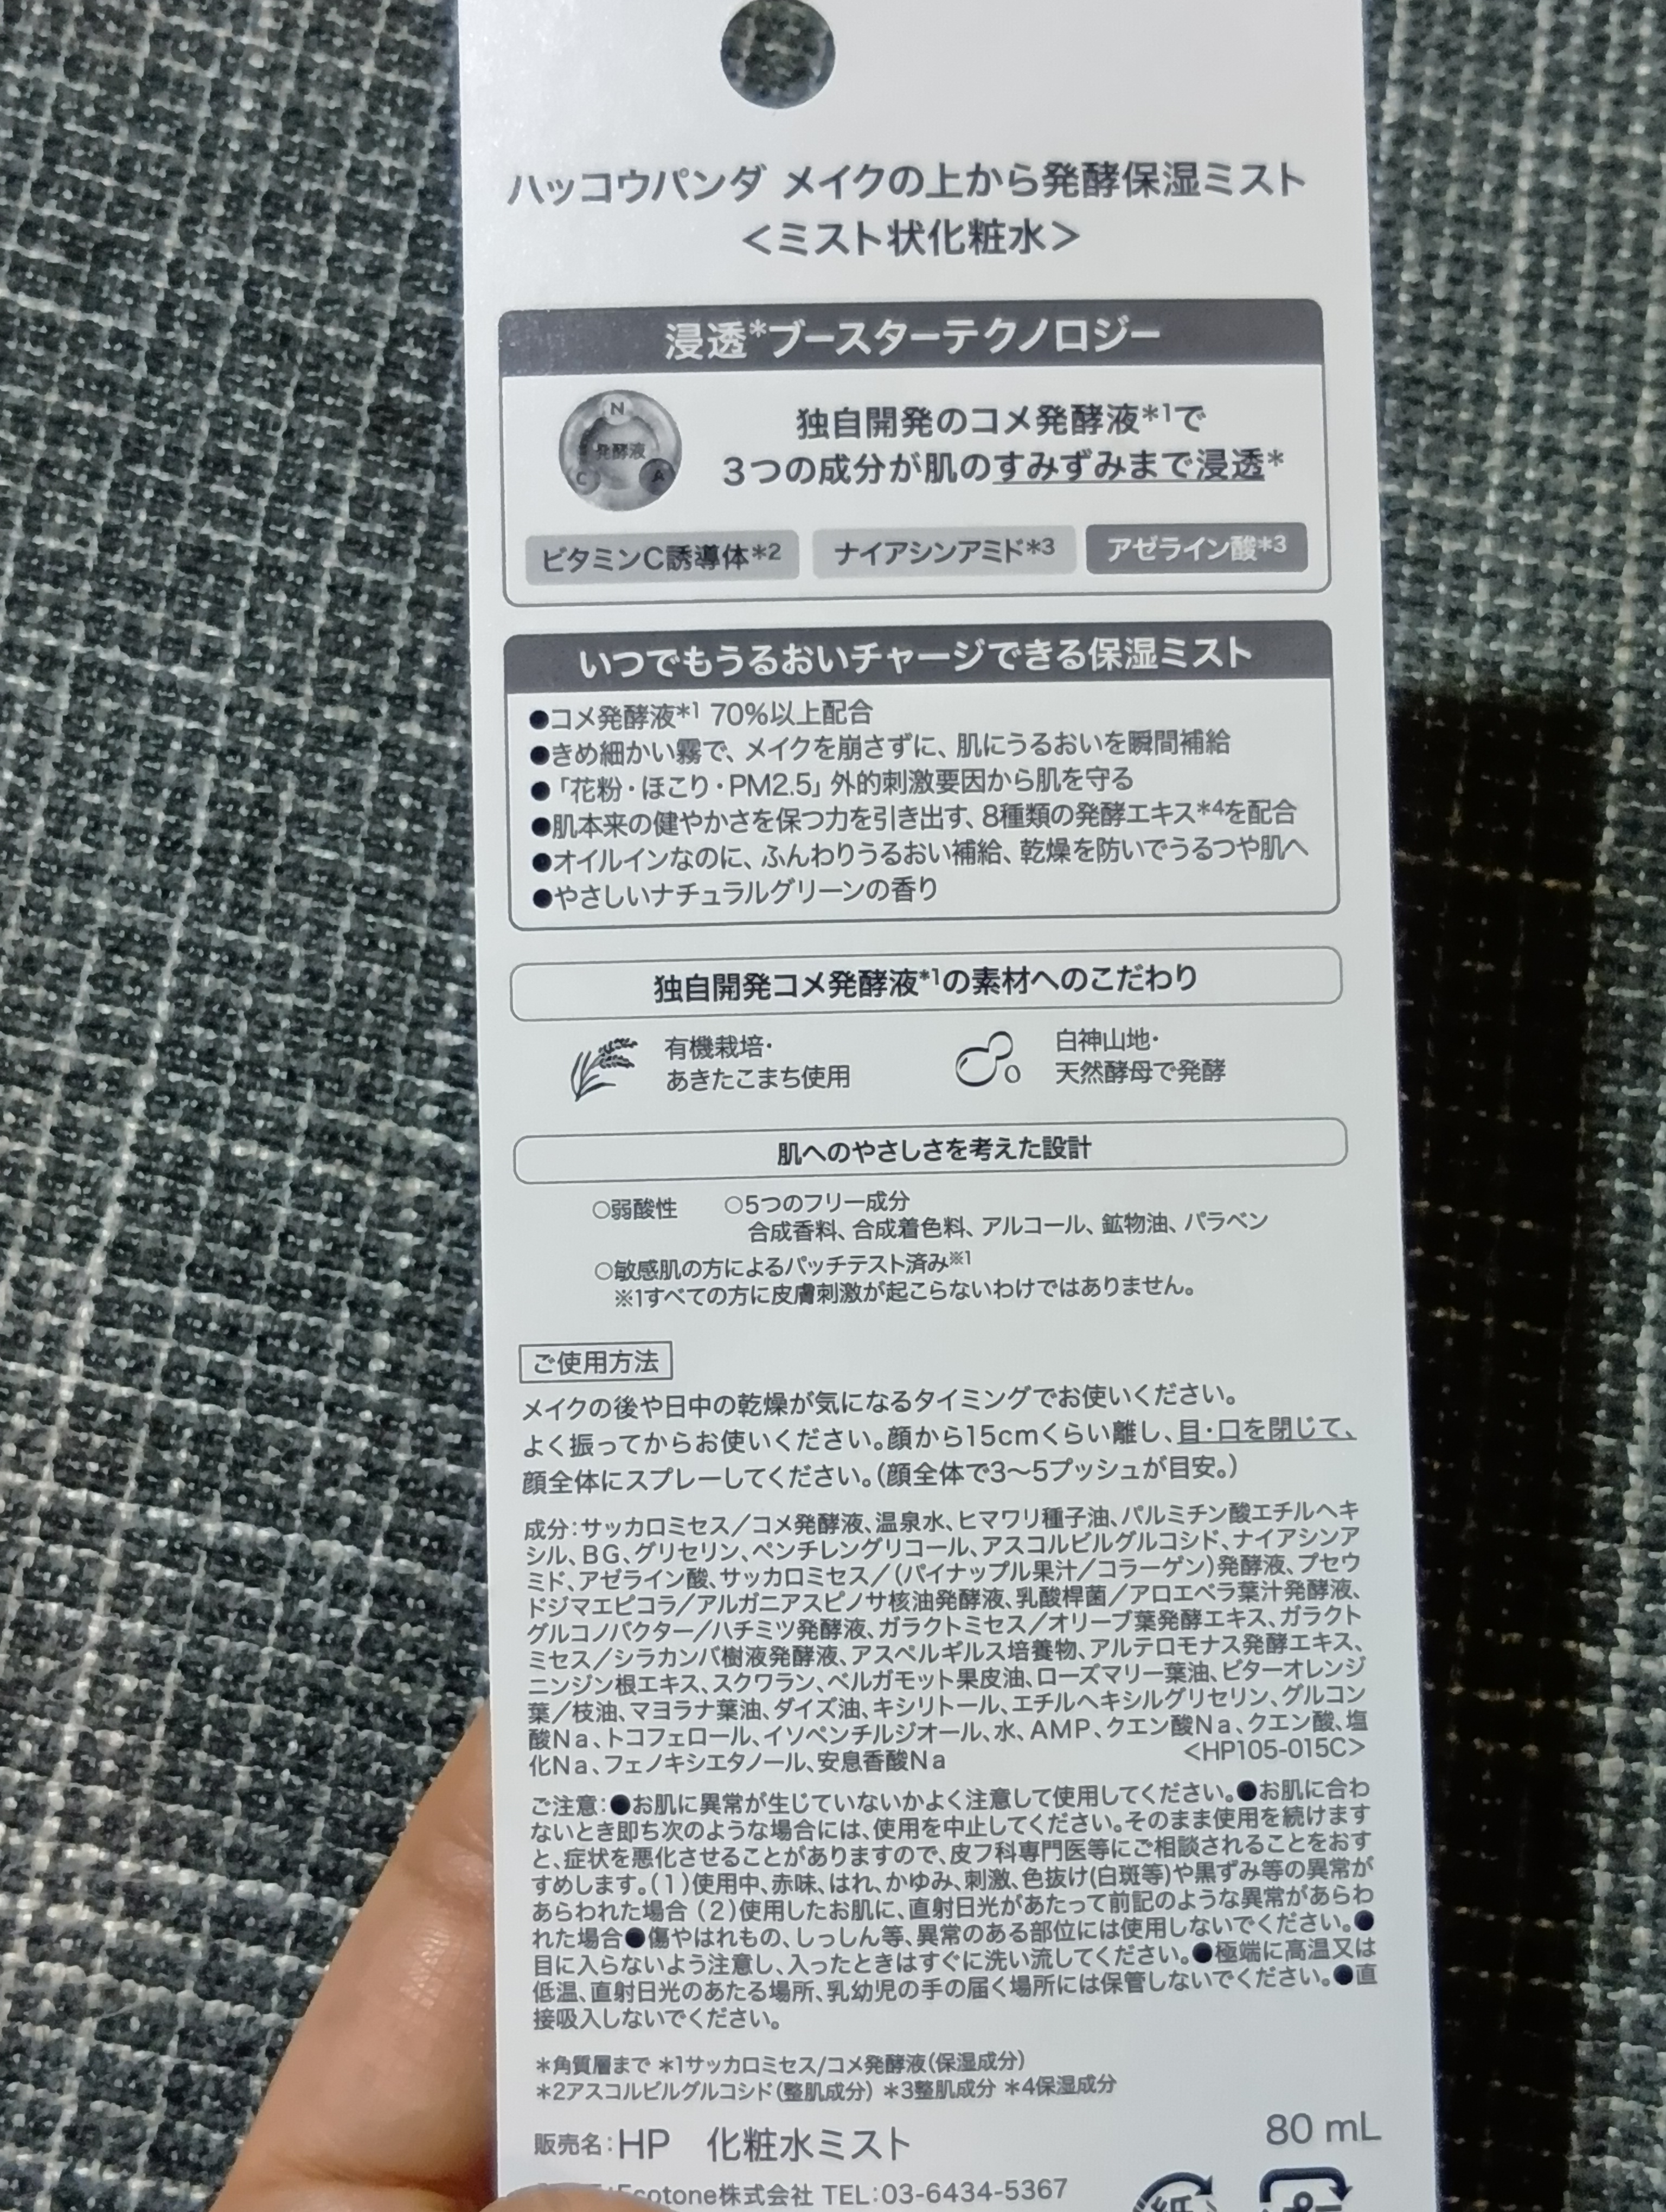 ハッコウパンダ メイクの上から発酵保湿ミスト
＜ミスト状化粧水＞
浸透*ブースターテクノロジー
N
発酵液
C
A
独自開発のコメ発酵液*1で
3つの成分が肌のすみずみまで浸透*
ビタミンC誘導体*2 ナイアシンアミド*3 アゼライン酸*3
いつでもうるおいチャージできる保湿ミスト
●コメ発酵液*1 70%以上配合
●きめ細かい霧で、メイクを崩さずに、肌にうるおいを瞬間補給
●「花粉・ほこり・PM2.5」外的刺激要因から肌を守る
●肌本来の健やかさを保つ力を引き出す、8種類の発酵エキス*4を配合
●オイルインなのに、ふんわりうるおい補給、乾燥を防いでうるつや肌へ
●やさしいナチュラルグリーンの香り
独自開発コメ発酵液*1の素材へのこだわり
有機栽培・
あきたこまち使用
白神山地・
天然酵母で発酵
肌へのやさしさを考えた設計
○弱酸性 ○5つのフリー成分
合成香料、合成着色料、アルコール、鉱物油、パラベン
○敏感肌の方によるパッチテスト済み※1
※1すべての方に皮膚刺激が起こらないわけではありません。
ご使用方法
メイクの後や日中の乾燥が気になるタイミングでお使いください。
よく振ってからお使いください。顔から15cmくらい離し、目・口を閉じて、
顔全体にスプレーしてください。(顔全体で3～5プッシュが目安。)
成分：サッカロミセス／コメ発酵液、温泉水、ヒマワリ種子油、パルミチン酸エチルヘキ
シル、BG、グリセリン、ペンチレングリコール、アスコルビルグルコシド、ナイアシンア
ミド、アゼライン酸、サッカロミセス／(パイナップル果汁／コラーゲン)発酵液、プセウ
ドジマエピコラ／アルガニアスピノサ核油発酵液、乳酸桿菌／アロエベラ葉汁発酵液、
グルコノバクター／ハチミツ発酵液、ガラクトミセス／オリーブ葉発酵エキス、ガラクト
ミセス／シラカンバ樹液発酵液、アスペルギルス培養物、アルテロモナス発酵エキス、
ニンジン根エキス、スクワラン、ベルガモット果皮油、ローズマリー葉油、ビターオレンジ
葉／枝油、マヨラナ葉油、ダイズ油、キシリトール、エチルヘキシルグリセリン、グルコン
酸Na、トコフェロール、イソペンチルジオール、水、AMP、クエン酸Na、クエン酸、塩
化Na、フェノキシエタノール、安息香酸Na <HP105-015C>
ご注意：●お肌に異常が生じていないかよく注意して使用してください。●お肌に合わ
ないとき即ち次のような場合には、使用を中止してください。そのまま使用を続けます
と、症状を悪化させることがありますので、皮フ科専門医等にご相談されることをおす
すめします。(1)使用中、赤味、はれ、かゆみ、刺激、色抜け(白斑等)や黒ずみ等の異常が
あらわれた場合 (2)使用したお肌に、直射日光があたって前記のような異常があらわ
れた場合●傷やはれもの、しっしん等、異常のある部位には使用しないでください。●
目に入らないよう注意し、入ったときはすぐに洗い流してください。●極端に高温又は
低温、直射日光のあたる場所、乳幼児の手の届く場所には保管しないでください。●直
接吸入しないでください。
*角質層まで *1サッカロミセス/コメ発酵液(保湿成分)
*2アスコルビルグルコシド(整肌成分) *3整肌成分 *4保湿成分
販売名：HP 化粧水ミスト 80 mL
Ecotone株式会社 TEL：03-6434-5367
紙